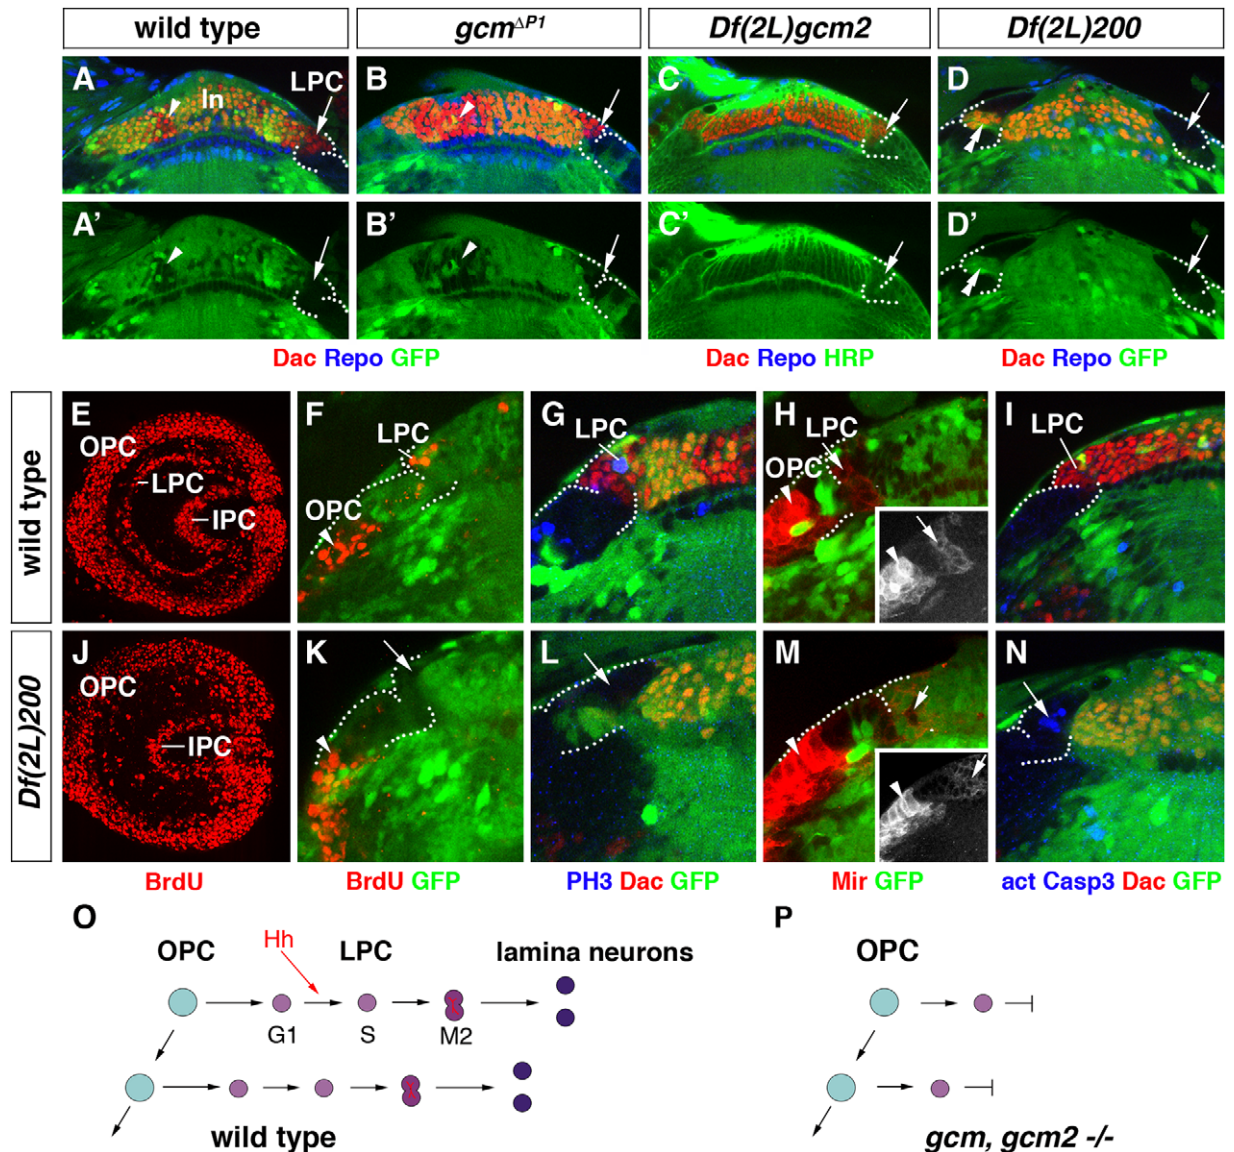 wild type
gcmΔP1
Df(2L)gcm2
Df(2L)200
A
ln
LPC
B
C
D
A’
B’
C’
D’
Dac Repo GFP
Dac Repo HRP
Dac Repo GFP
wild type
E
OPC
LPC
IPC
F
LPC
OPC
G
LPC
H
LPC
OPC
I
LPC
Df(2L)200
J
OPC
IPC
K
L
M
N
BrdU
BrdU GFP
PH3 Dac GFP
Mir GFP
act Casp3 Dac GFP
O
OPC
Hh
LPC
lamina neurons
G1
S
M2
wild type
P
OPC
gcm, gcm2 -/-